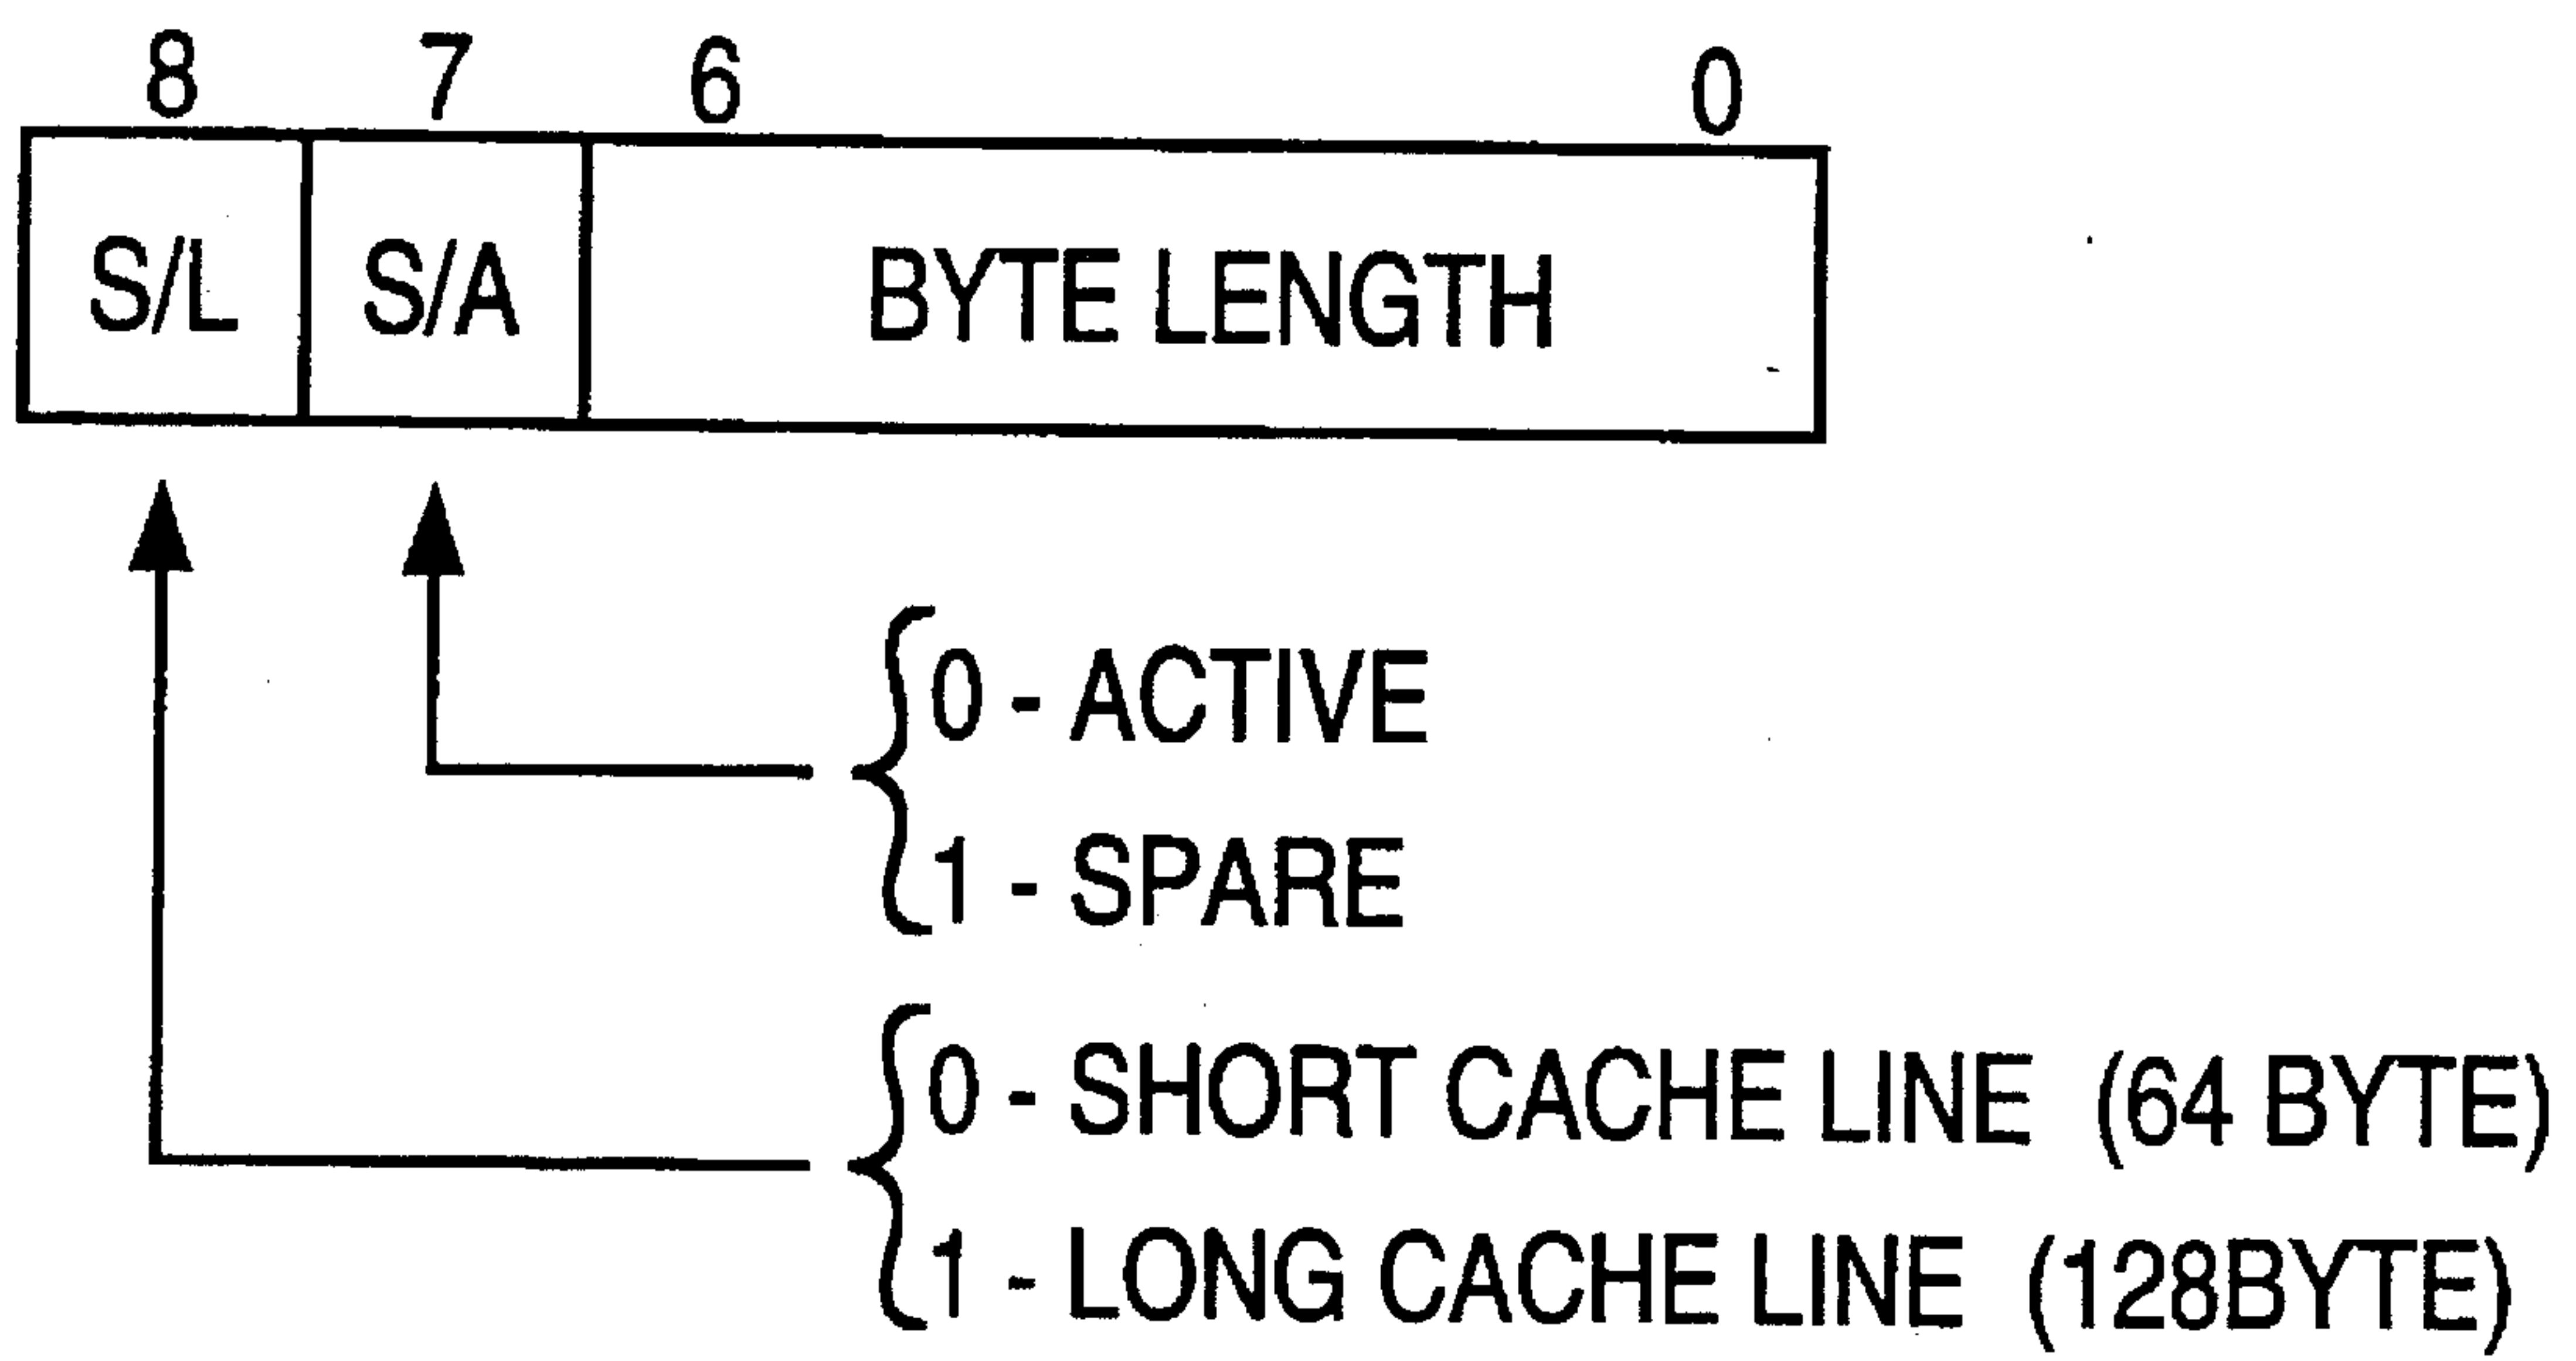 8 7 6 0
S/L S/A BYTE LENGTH
0 - ACTIVE
1 - SPARE
0 - SHORT CACHE LINE (64 BYTE)
1 - LONG CACHE LINE (128BYTE)